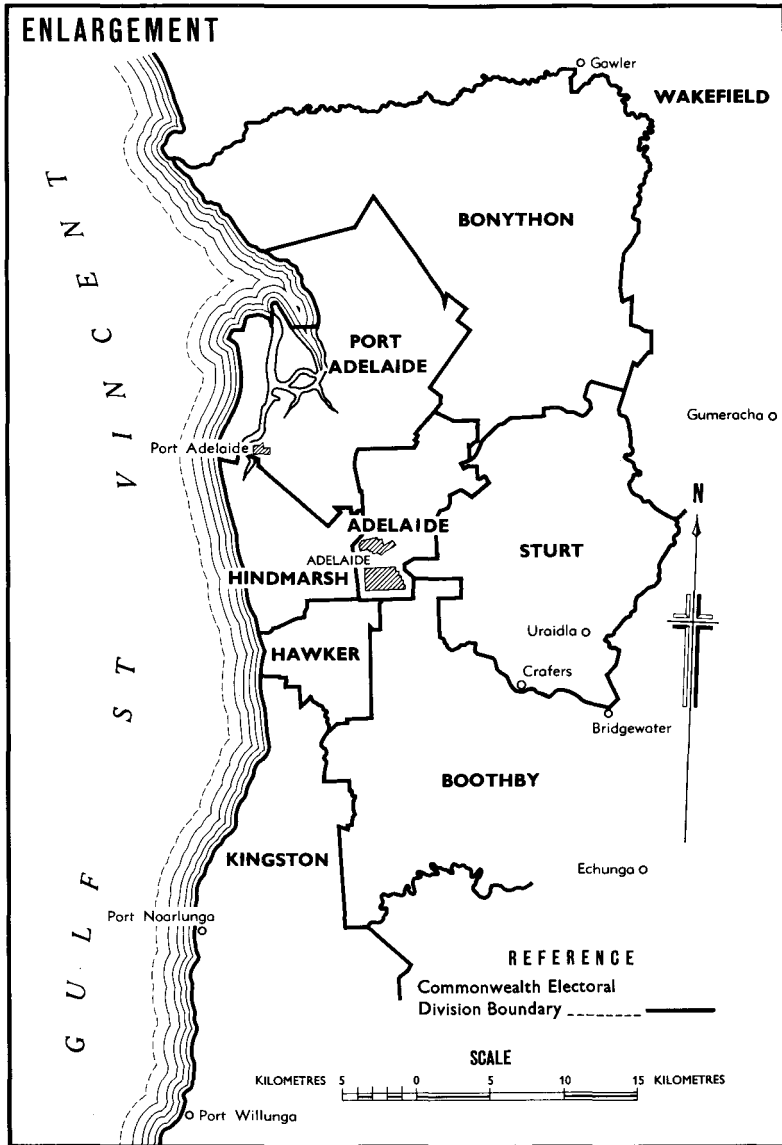 ENLARGEMENT
Gawler
WAKEFIELD
BONYTHON
PORT
ADELAIDE
Gumeracha
Port Adelaide
N
ADELAIDE
ADELAIDE
STURT
HINDMARSH
Uraidla
HAWKER
Crafers
Bridgewater
BOOTHBY
KINGSTON
Echunga
Port Noarlunga
GULF ST VINCENT
REFERENCE
Commonwealth Electoral
Division Boundary
SCALE
KILOMETRES 5 0 5 10 15 KILOMETRES
Port Willunga